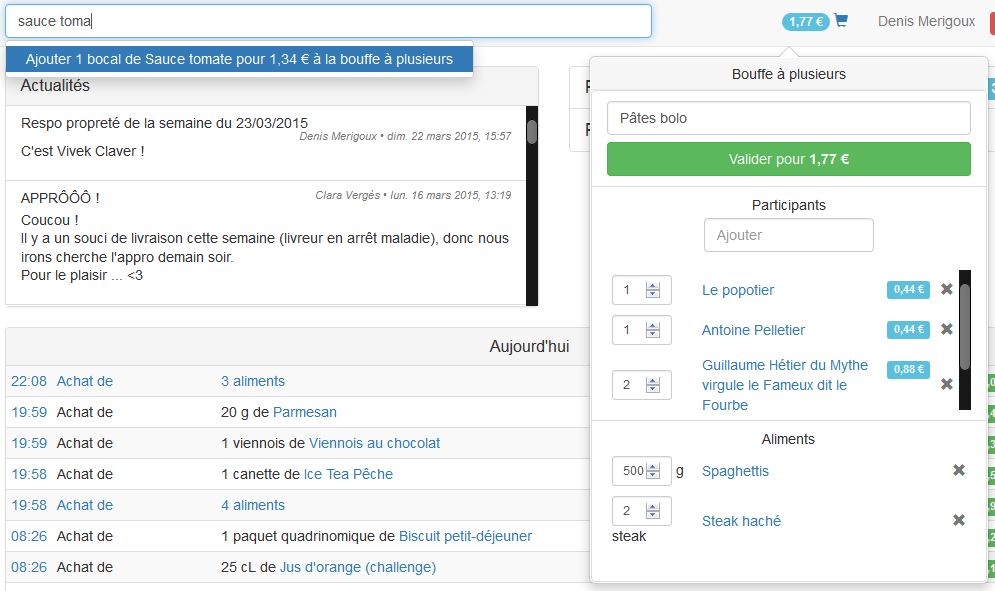 sauce toma
1,77 €
Denis Merigoux
Ajouter 1 bocal de Sauce tomate pour 1,34 € à la bouffe à plusieurs
Actualités
Respo propreté de la semaine du 23/03/2015
Denis Merigoux • dim. 22 mars 2015, 15:57
C'est Vivek Claver !
APPRÔÔÔ !
Clara Vergès • lun. 16 mars 2015, 13:19
Coucou !
Il y a un souci de livraison cette semaine (livreur en arrêt maladie), donc nous
irons cherche l'appro demain soir.
Pour le plaisir ... <3
Aujourd'hui
22:08 Achat de 3 aliments
19:59 Achat de 20 g de Parmesan
19:59 Achat de 1 viennois de Viennois au chocolat
19:58 Achat de 1 canette de Ice Tea Pêche
19:58 Achat de 4 aliments
08:26 Achat de 1 paquet quadrinomique de Biscuit petit-déjeuner
08:26 Achat de 25 cL de Jus d'orange (challenge)
Bouffe à plusieurs
Pâtes bolo
Valider pour 1,77 €
Participants
Ajouter
1 Le popotier 0,44 €
1 Antoine Pelletier 0,44 €
2 Guillaume Hétier du Mythe 0,88 €
virgule le Fameux dit le
Fourbe
Aliments
500 g Spaghettis
2 Steak haché
steak